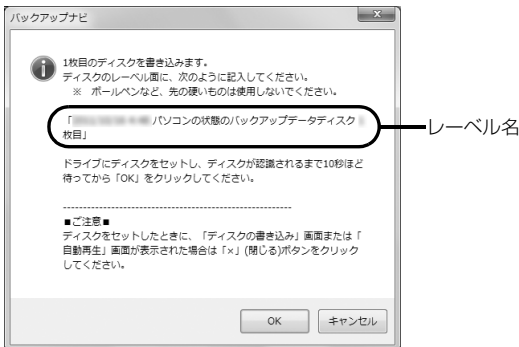 バックアップナビ
1枚目のディスクを書き込みます。
ディスクのレーベル面に、次のように記入してください。
※ ボールペンなど、先の硬いものは使用しないでください。
「 パソコンの状態のバックアップデータディスク
枚目」
レーベル名
ドライブにディスクをセットし、ディスクが認識されるまで10秒ほど
待ってから「OK」をクリックしてください。
------------------------------------------------------
■ご注意■
ディスクをセットしたときに、「ディスクの書き込み」画面または「
自動再生」画面が表示された場合は「×」(閉じる)ボタンをクリック
してください。
OK
キャンセル